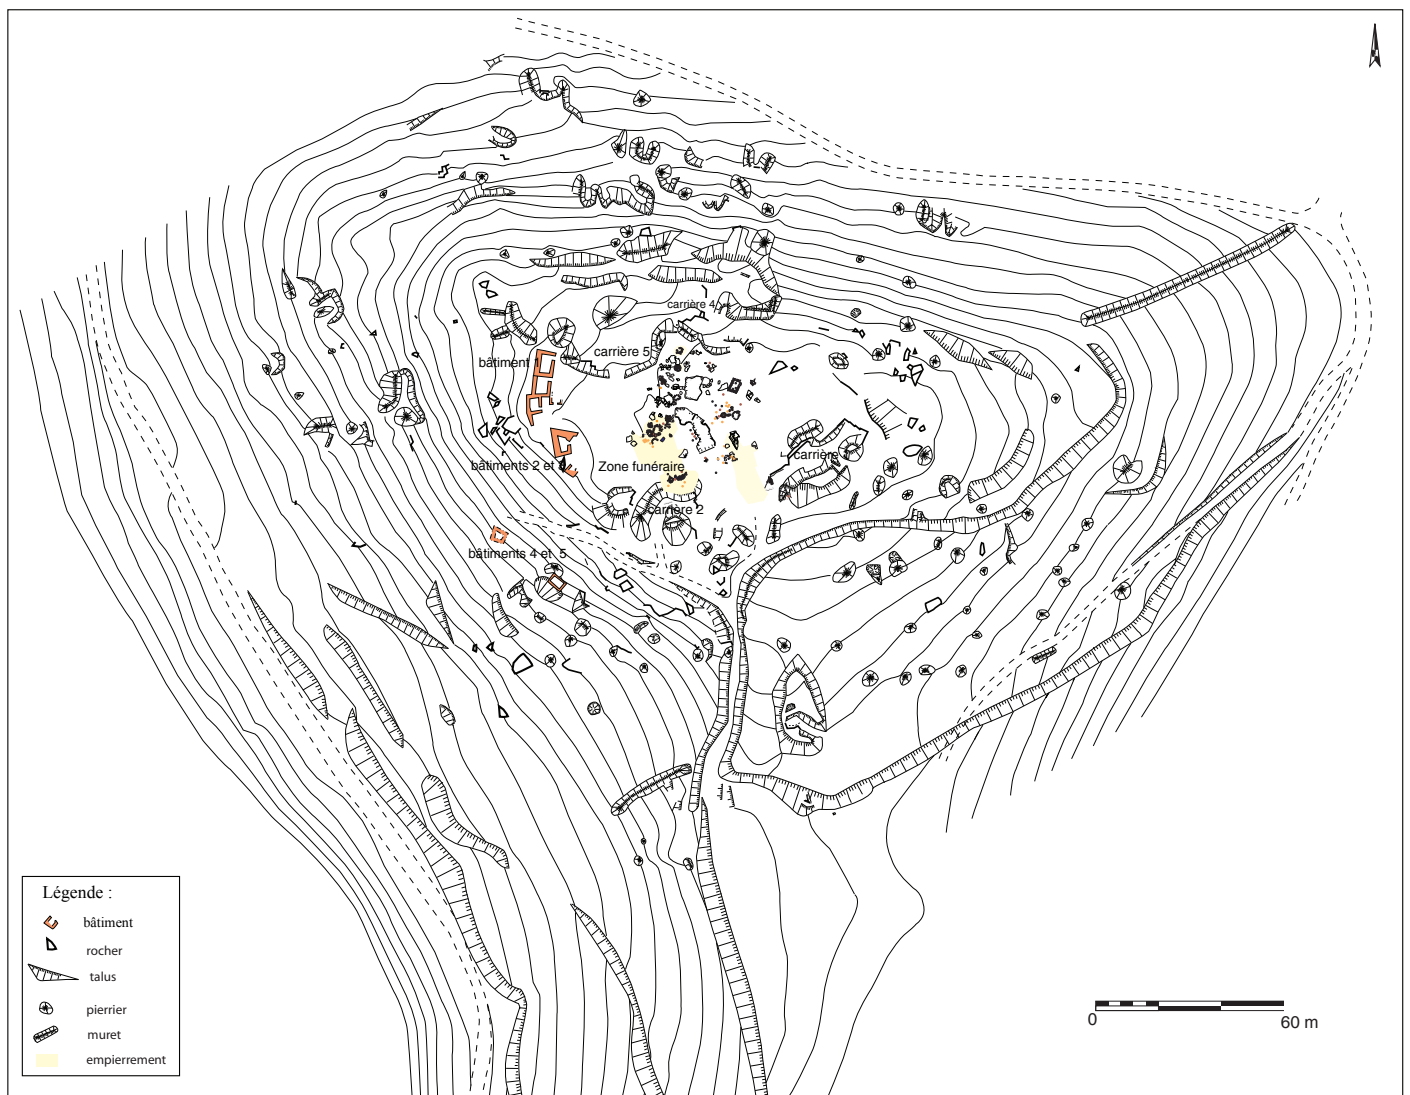 carrière 4
carrière 5
bâtiment 1
bâtiments 2 et
Zone funéraire
carrière
carrière 2
bâtiments 4 et 5
Légende :
bâtiment
rocher
talus
pierrier
muret
empierrement
0
60 m